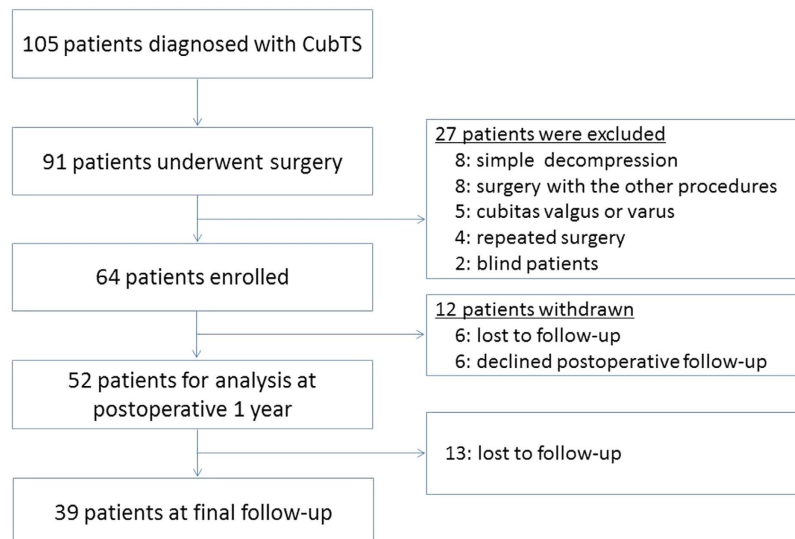 105 patients diagnosed with CubTS
91 patients underwent surgery
27 patients were excluded
8: simple decompression
8: surgery with the other procedures
5: cubitas valgus or varus
4: repeated surgery
2: blind patients
64 patients enrolled
12 patients withdrawn
6: lost to follow-up
6: declined postoperative follow-up
52 patients for analysis at
postoperative 1 year
13: lost to follow-up
39 patients at final follow-up